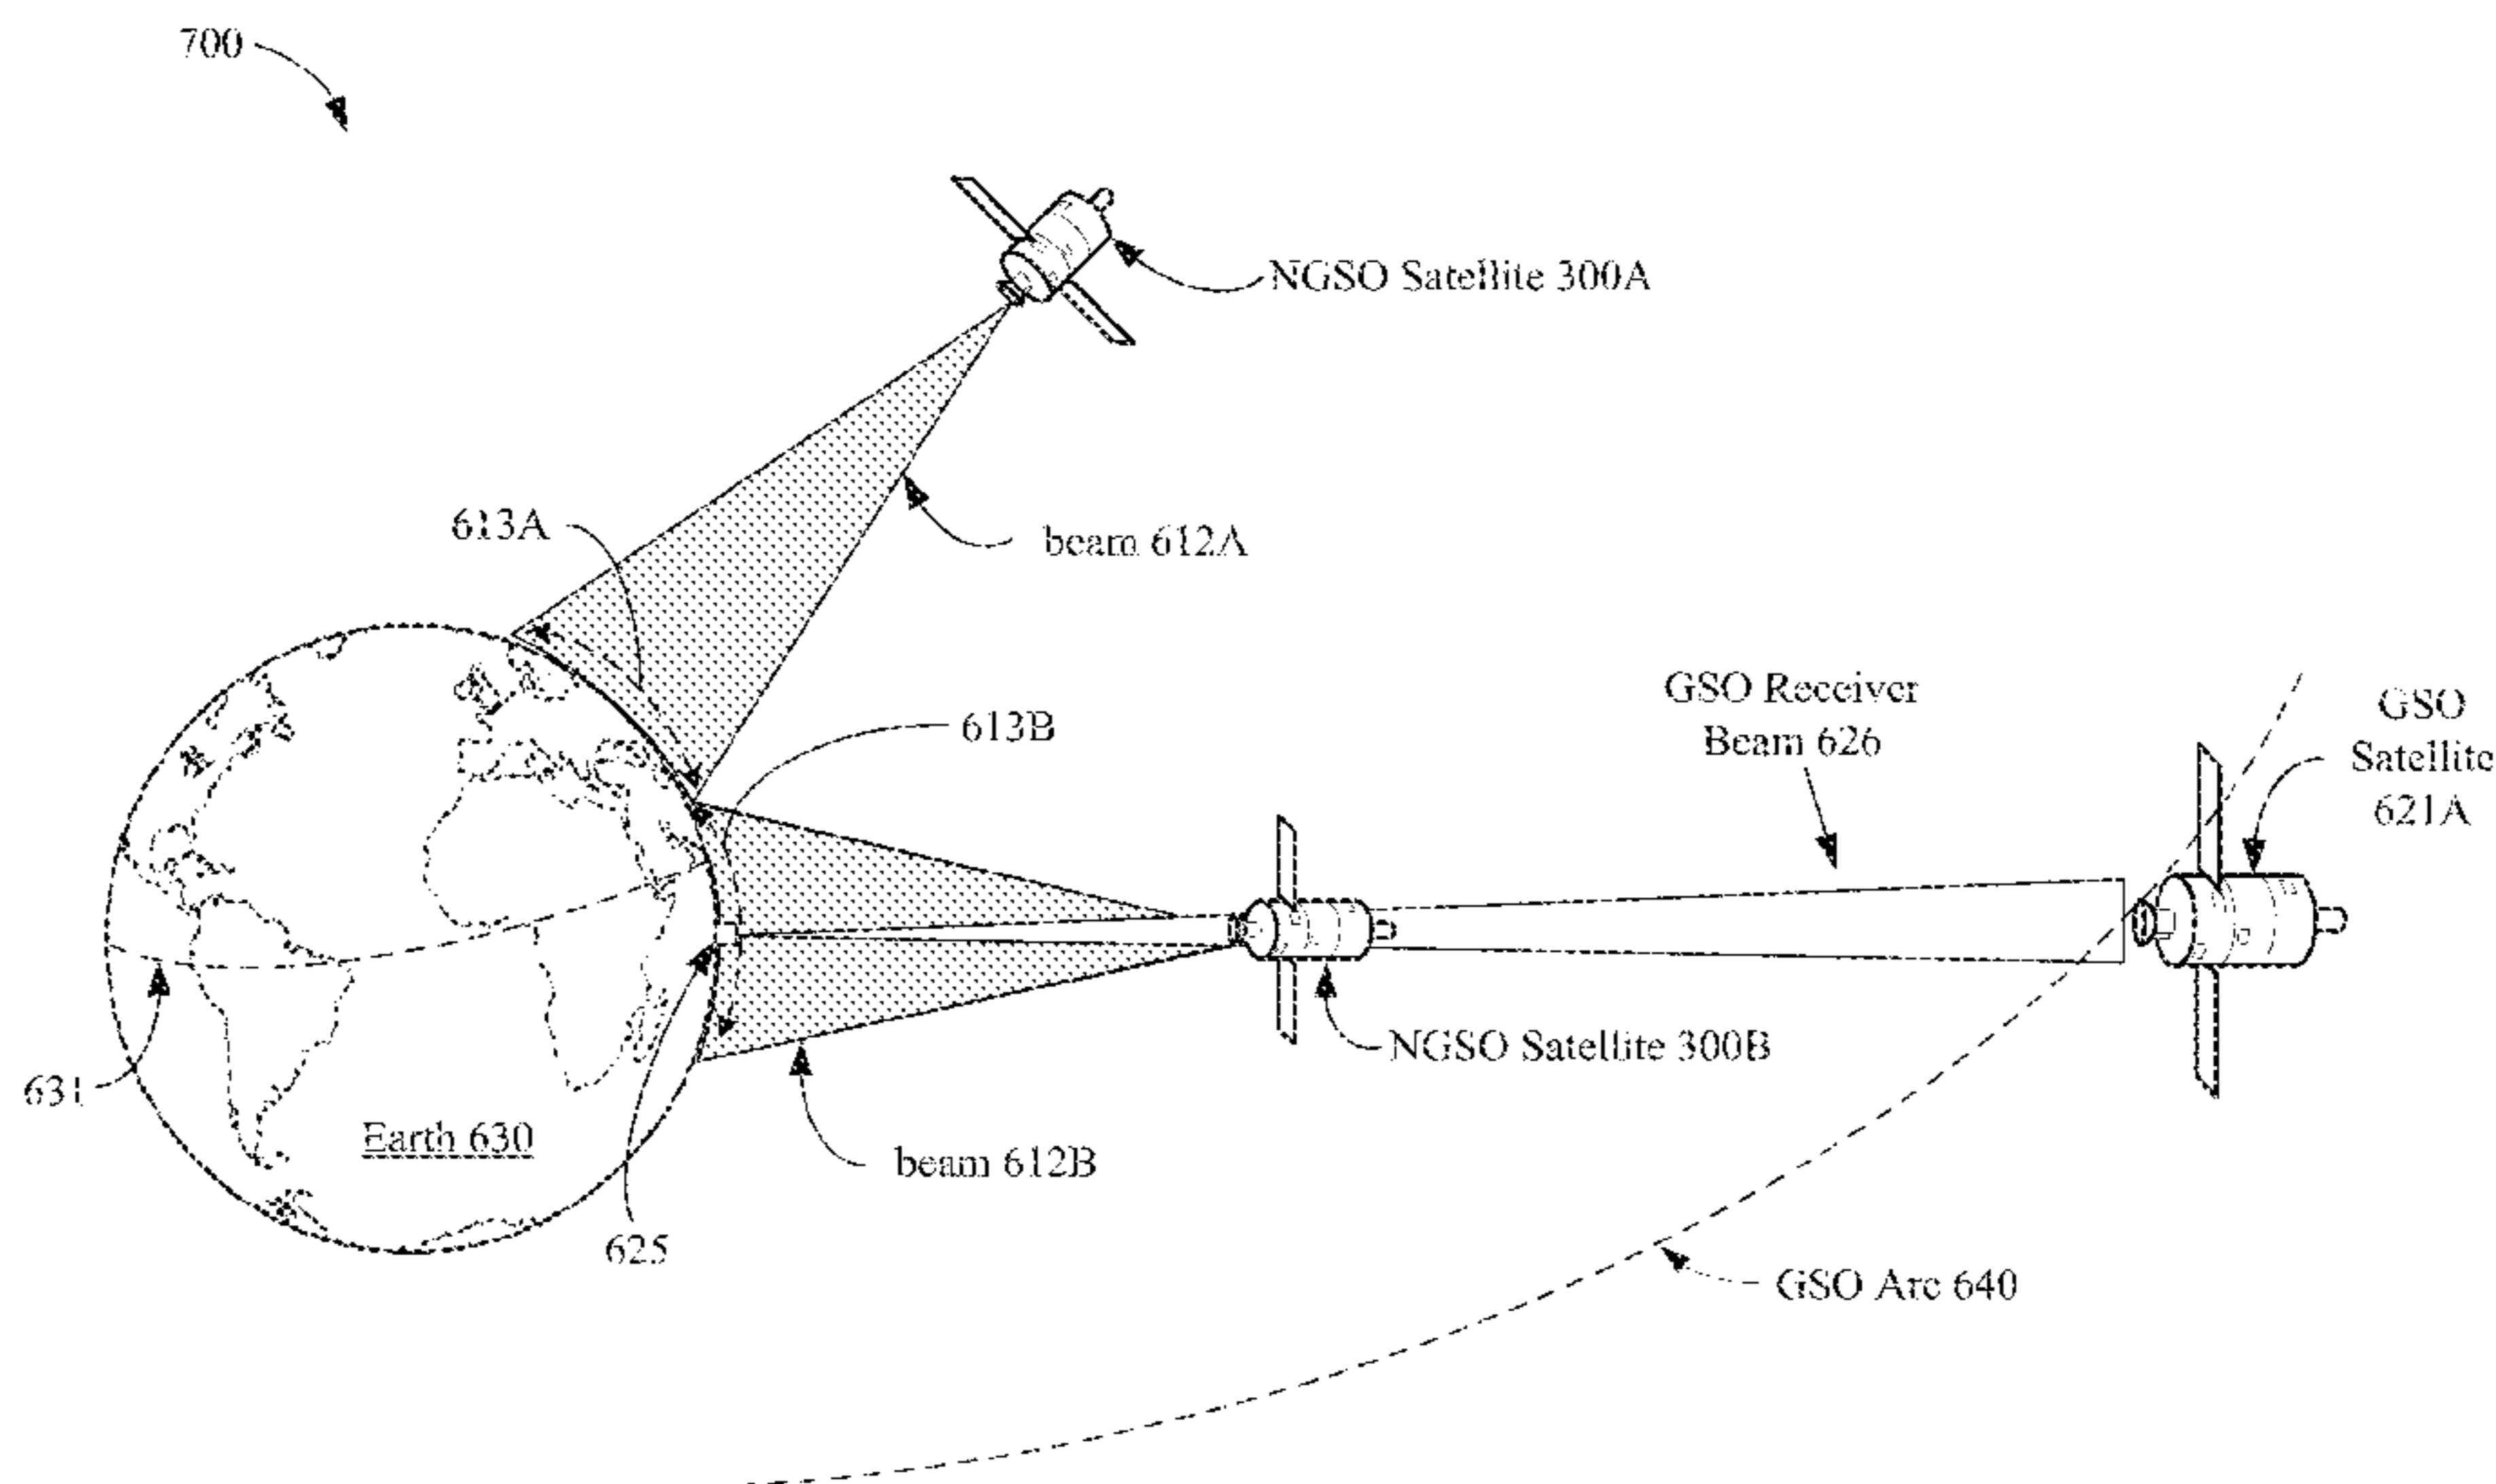 700
NGSO Satellite 300A
613A
beam 612A
613B
GSO Receiver
Beam 626
GSO
Satellite
621A
NGSO Satellite 300B
631
Earth 630
beam 612B
625
GSO Arc 640